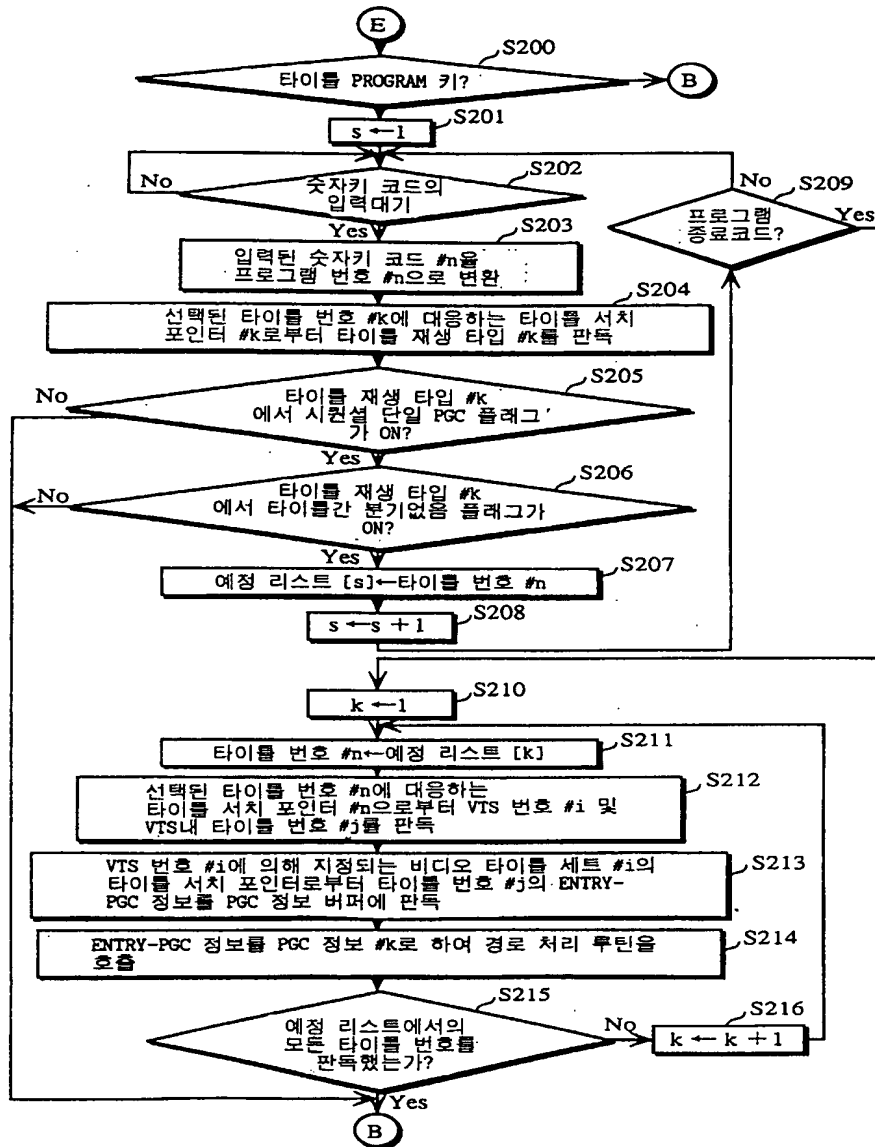 E
S200
타이틀 PROGRAM 키?
B
S201
s ← 1
S202
No
숫자키 코드의
입력대기
Yes
S209
No
프로그램
종료코드?
Yes
S203
입력된 숫자키 코드 #n을
프로그램 번호 #n으로 변환
S204
선택된 타이틀 번호 #k에 대응하는 타이틀 서치
포인터 #k로부터 타이틀 재생 타입 #k를 판독
S205
No
타이틀 재생 타입 #k
에서 시퀀셜 단일 PGC 플래그'
가 ON?
Yes
S206
No
타이틀 재생 타입 #k
에서 타이틀간 분기없음 플래그가
ON?
Yes
S207
예정 리스트 [s]←타이틀 번호 #n
S208
s ← s + 1
S210
k ← 1
S211
타이틀 번호 #n←예정 리스트 [k]
S212
선택된 타이틀 번호 #n에 대응하는
타이틀 서치 포인터 #n으로부터 VTS 번호 #i 및
VTS내 타이틀 번호 #j를 판독
S213
VTS 번호 #i에 의해 지정되는 비디오 타이틀 세트 #i의
타이틀 서치 포인터로부터 타이틀 번호 #j의 ENTRY-
PGC 정보를 PGC 정보 버퍼에 판독
S214
ENTRY-PGC 정보를 PGC 정보 #k로 하여 경로 처리 루틴을
호출
S215
예정 리스트에서의
모든 타이틀 번호를
판독했는가?
No
S216
k ← k + 1
Yes
B